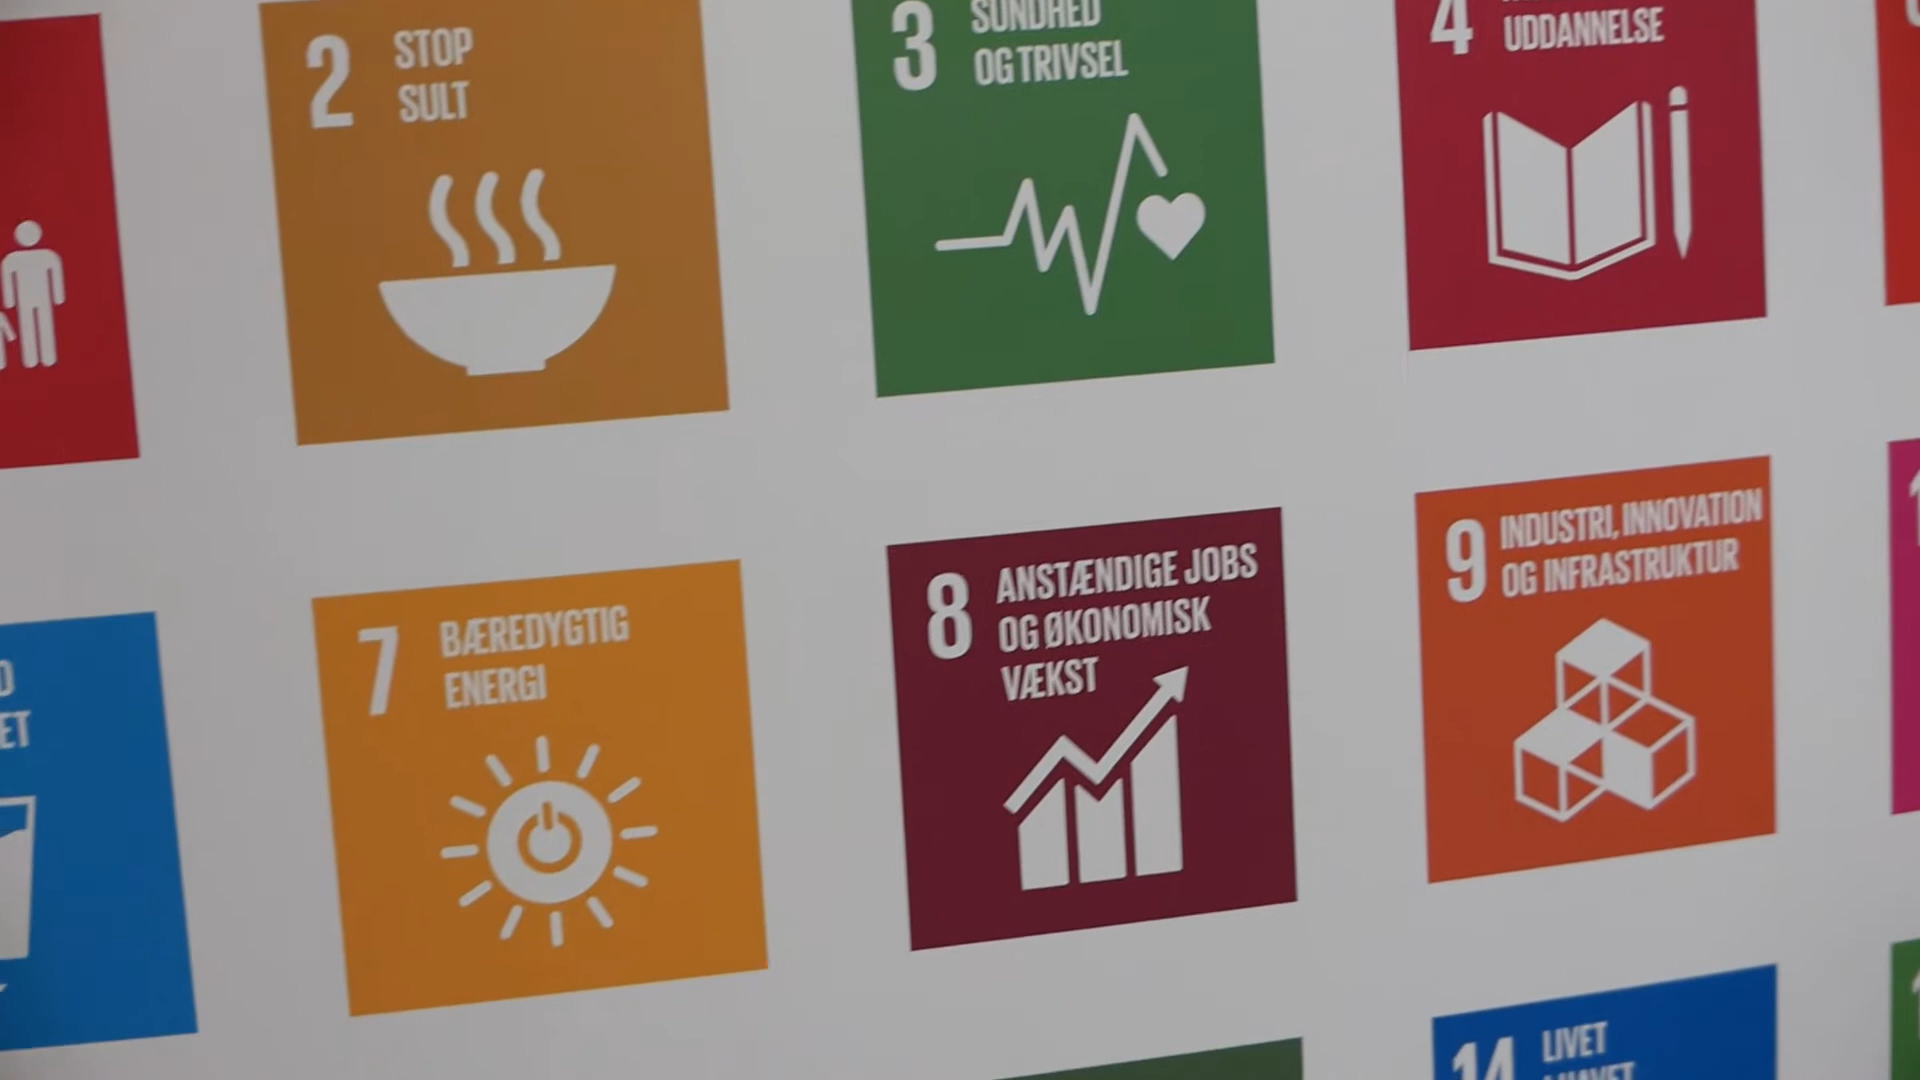 2 STOP
SULT
3 SUNDHED
OG TRIVSEL
4
UDDANNELSE
7 BÆREDYGTIG
ENERGI
8 ANSTÆNDIGE JOBS
OG ØKONOMISK
VÆKST
9 INDUSTRI, INNOVATION
OG INFRASTRUKTUR
14 LIVET